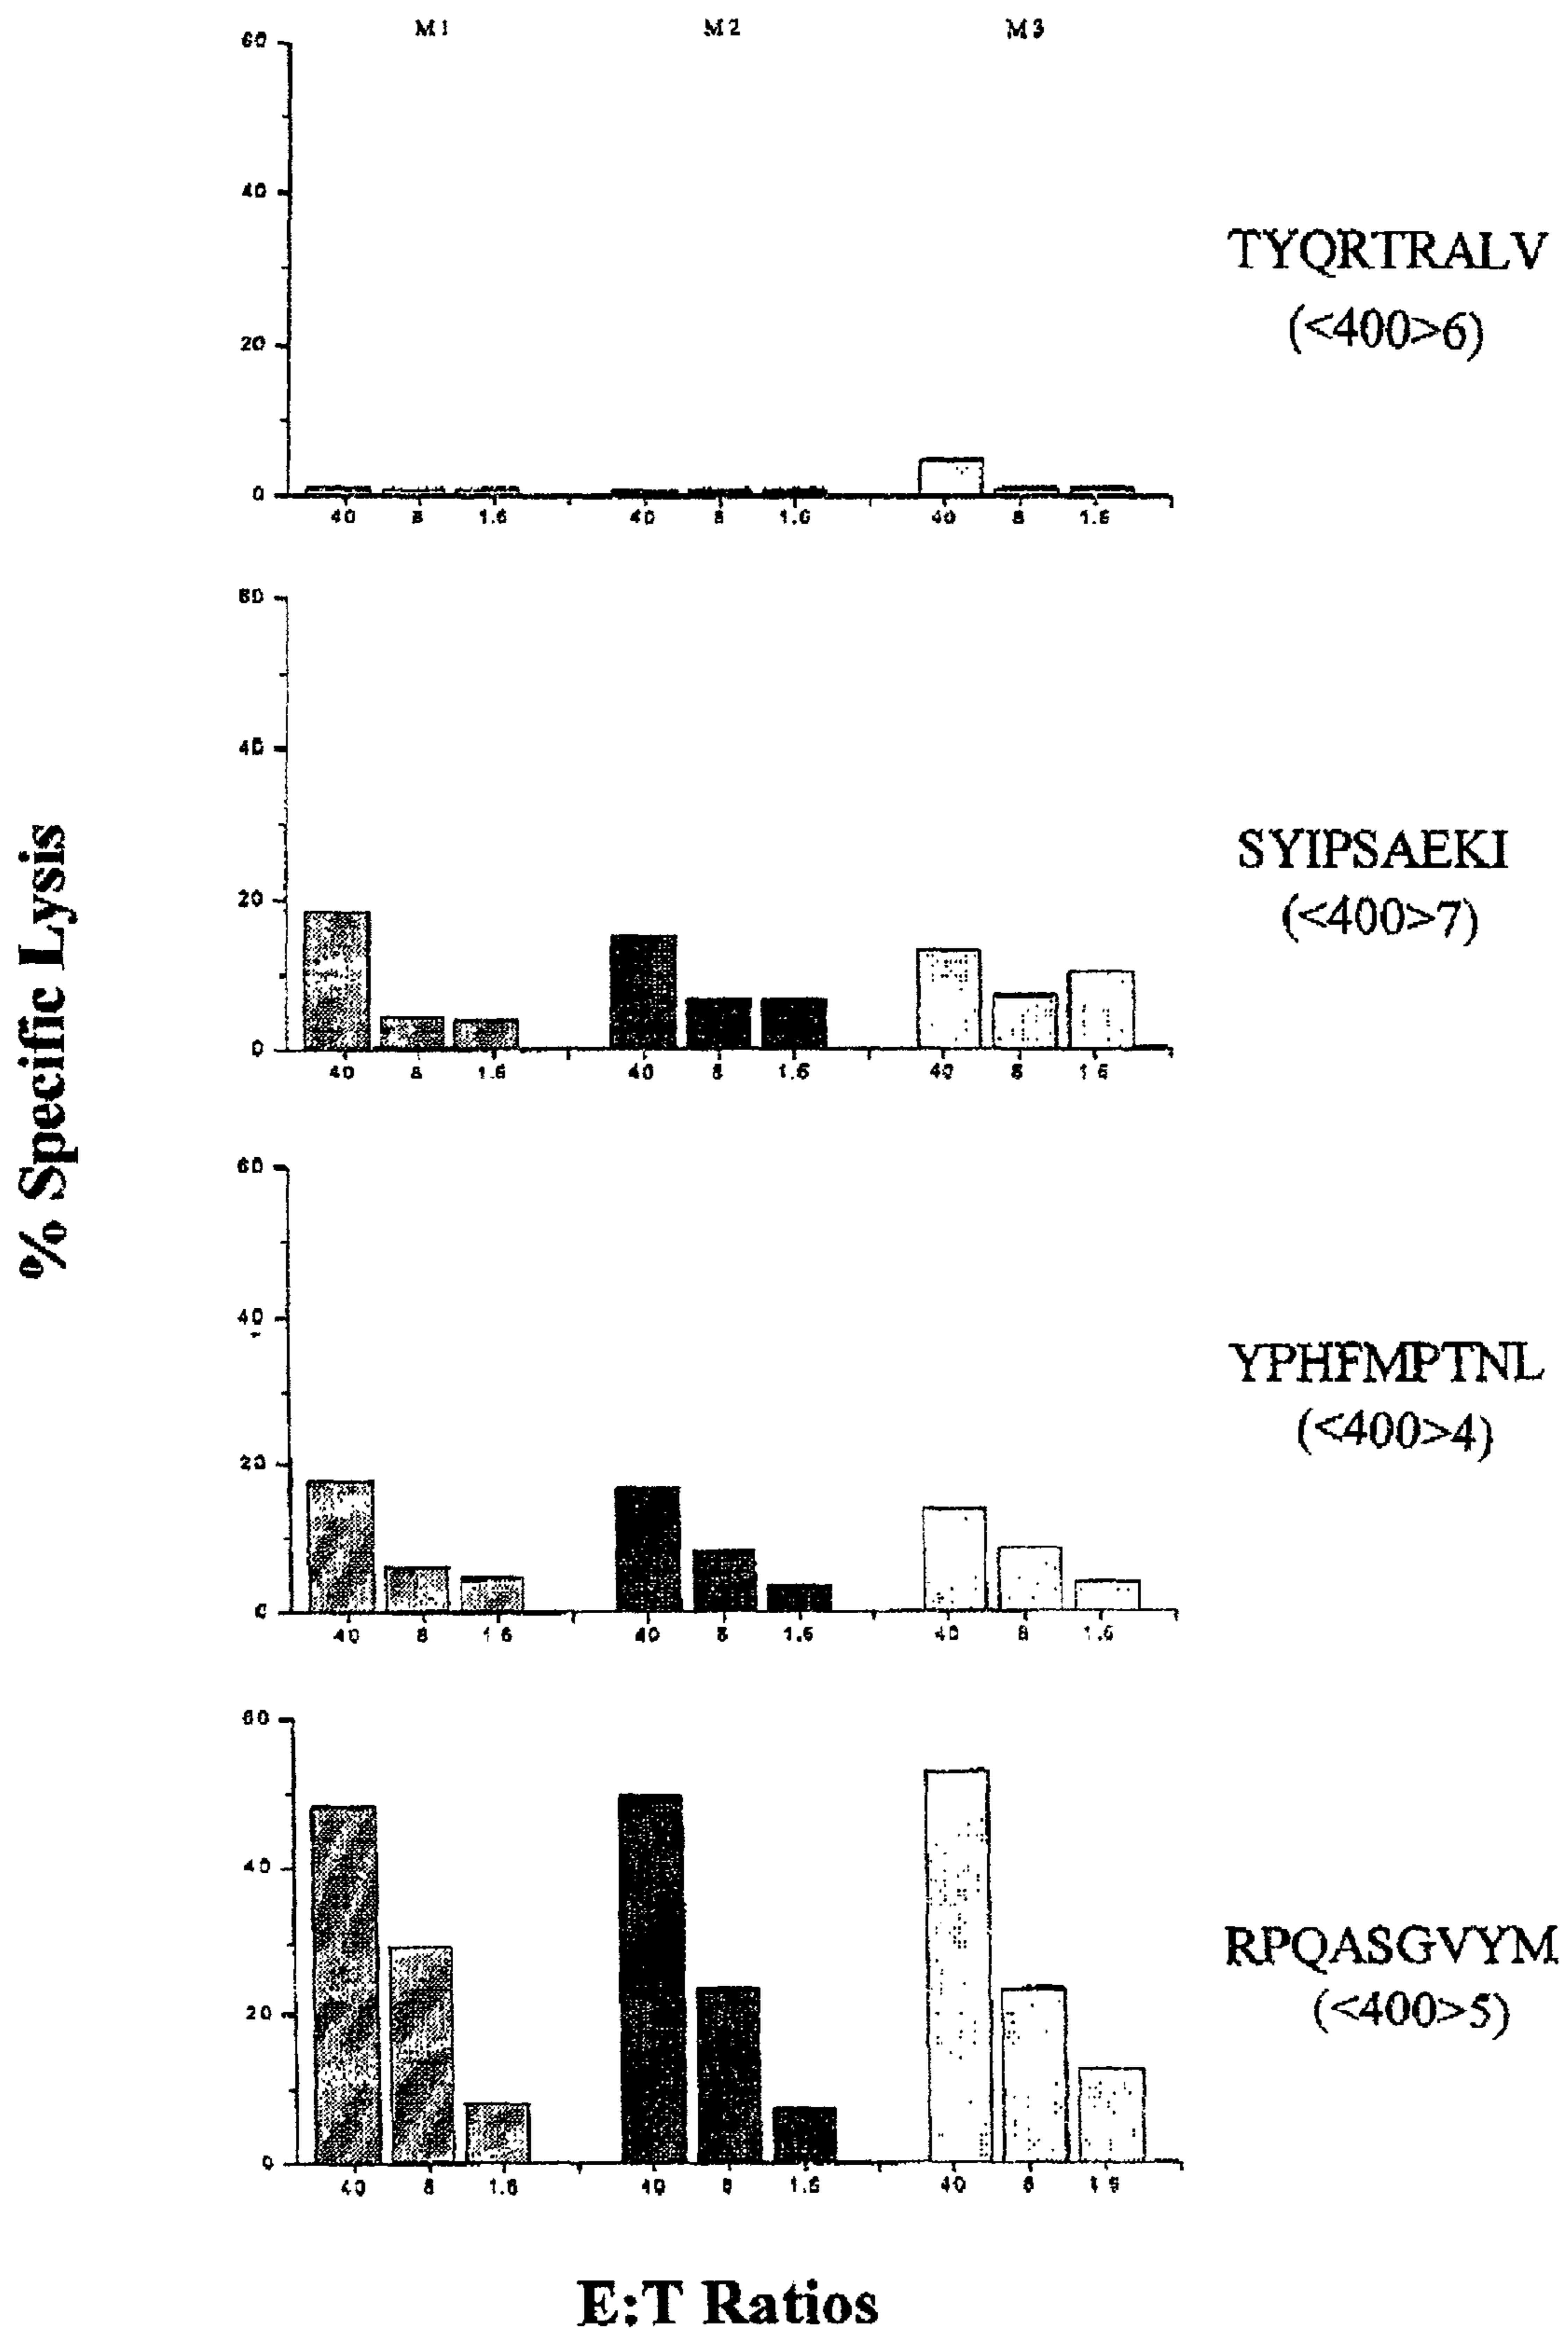 M1 M2 M3
60
40
20
0
40 8 1.6 40 8 1.6 40 8 1.6
TYQRTRALV
(<400>6)
60
40
20
0
40 8 1.6 40 8 1.6 40 8 1.6
SYIPSAEKI
(<400>7)
% Specific Lysis
60
40
20
0
40 8 1.6 40 8 1.6 40 8 1.6
YPHFMPTNL
(<400>4)
60
40
20
0
40 8 1.6 40 8 1.6 40 8 1.6
RPQASGVYM
(<400>5)
E:T Ratios